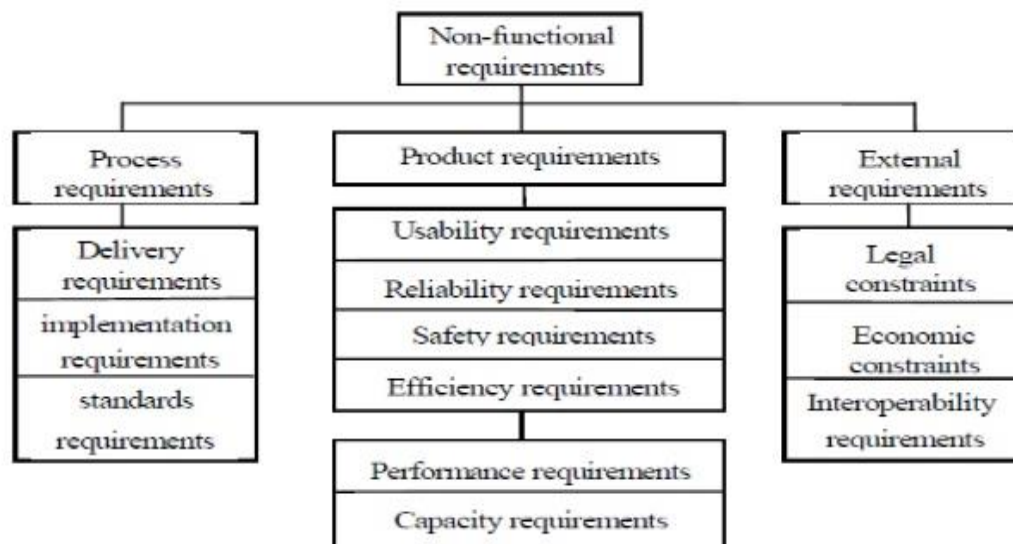 Non-functional
requirements
Process
requirements
Product requirements
External
requirements
Delivery
requirements
implementation
requirements
standards
requirements
Usability requirements
Reliability requirements
Safety requirements
Efficiency requirements
Performance requirements
Capacity requirements
Legal
constraints
Economic
constraints
Interoperability
requirements